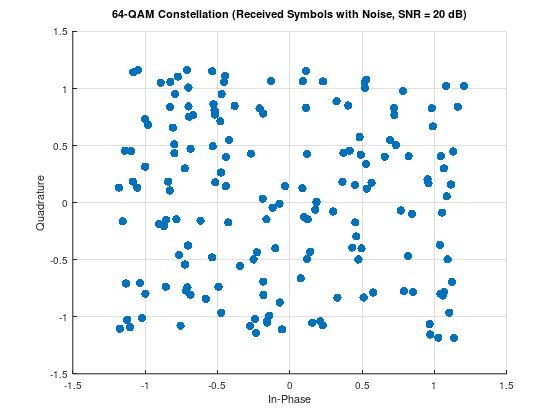 64-QAM Constellation (Received Symbols with Noise, SNR = 20 dB)
1.5
1
0.5
0
-0.5
-1
-1.5
Quadrature
-1.5 -1 -0.5 0 0.5 1 1.5
In-Phase